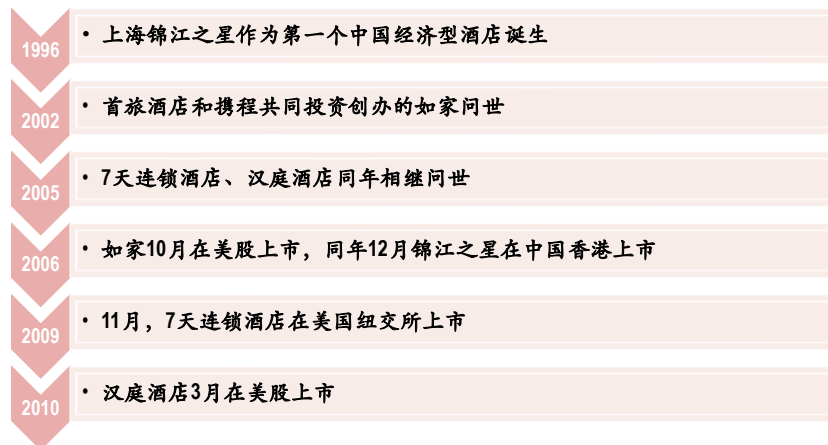 1996
• 上海锦江之星作为第一个中国经济型酒店诞生
2002
• 首旅酒店和携程共同投资创办的如家问世
2005
• 7天连锁酒店、汉庭酒店同年相继问世
2006
• 如家10月在美股上市，同年12月锦江之星在中国香港上市
2009
• 11月，7天连锁酒店在美国纽交所上市
2010
• 汉庭酒店3月在美股上市